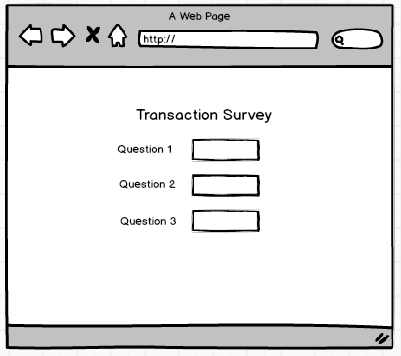 A Web Page
http://
Transaction Survey
Question 1
Question 2
Question 3